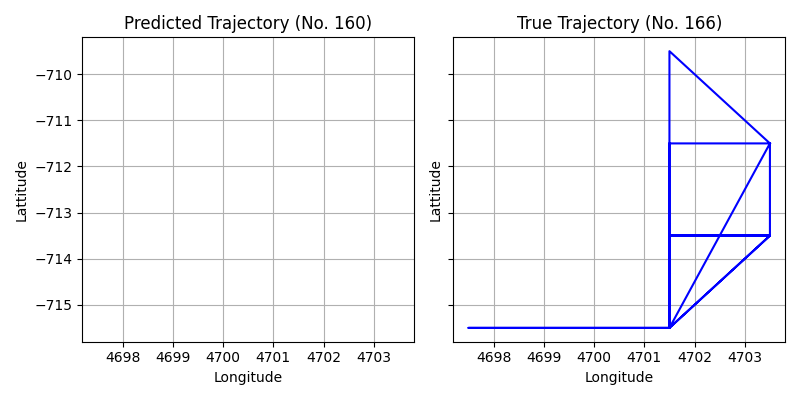 Predicted Trajectory (No. 160)
True Trajectory (No. 166)
−710
−711
−712
−713
−714
−715
Lattitude
Lattitude
4698 4699 4700 4701 4702 4703
4698 4699 4700 4701 4702 4703
Longitude
Longitude